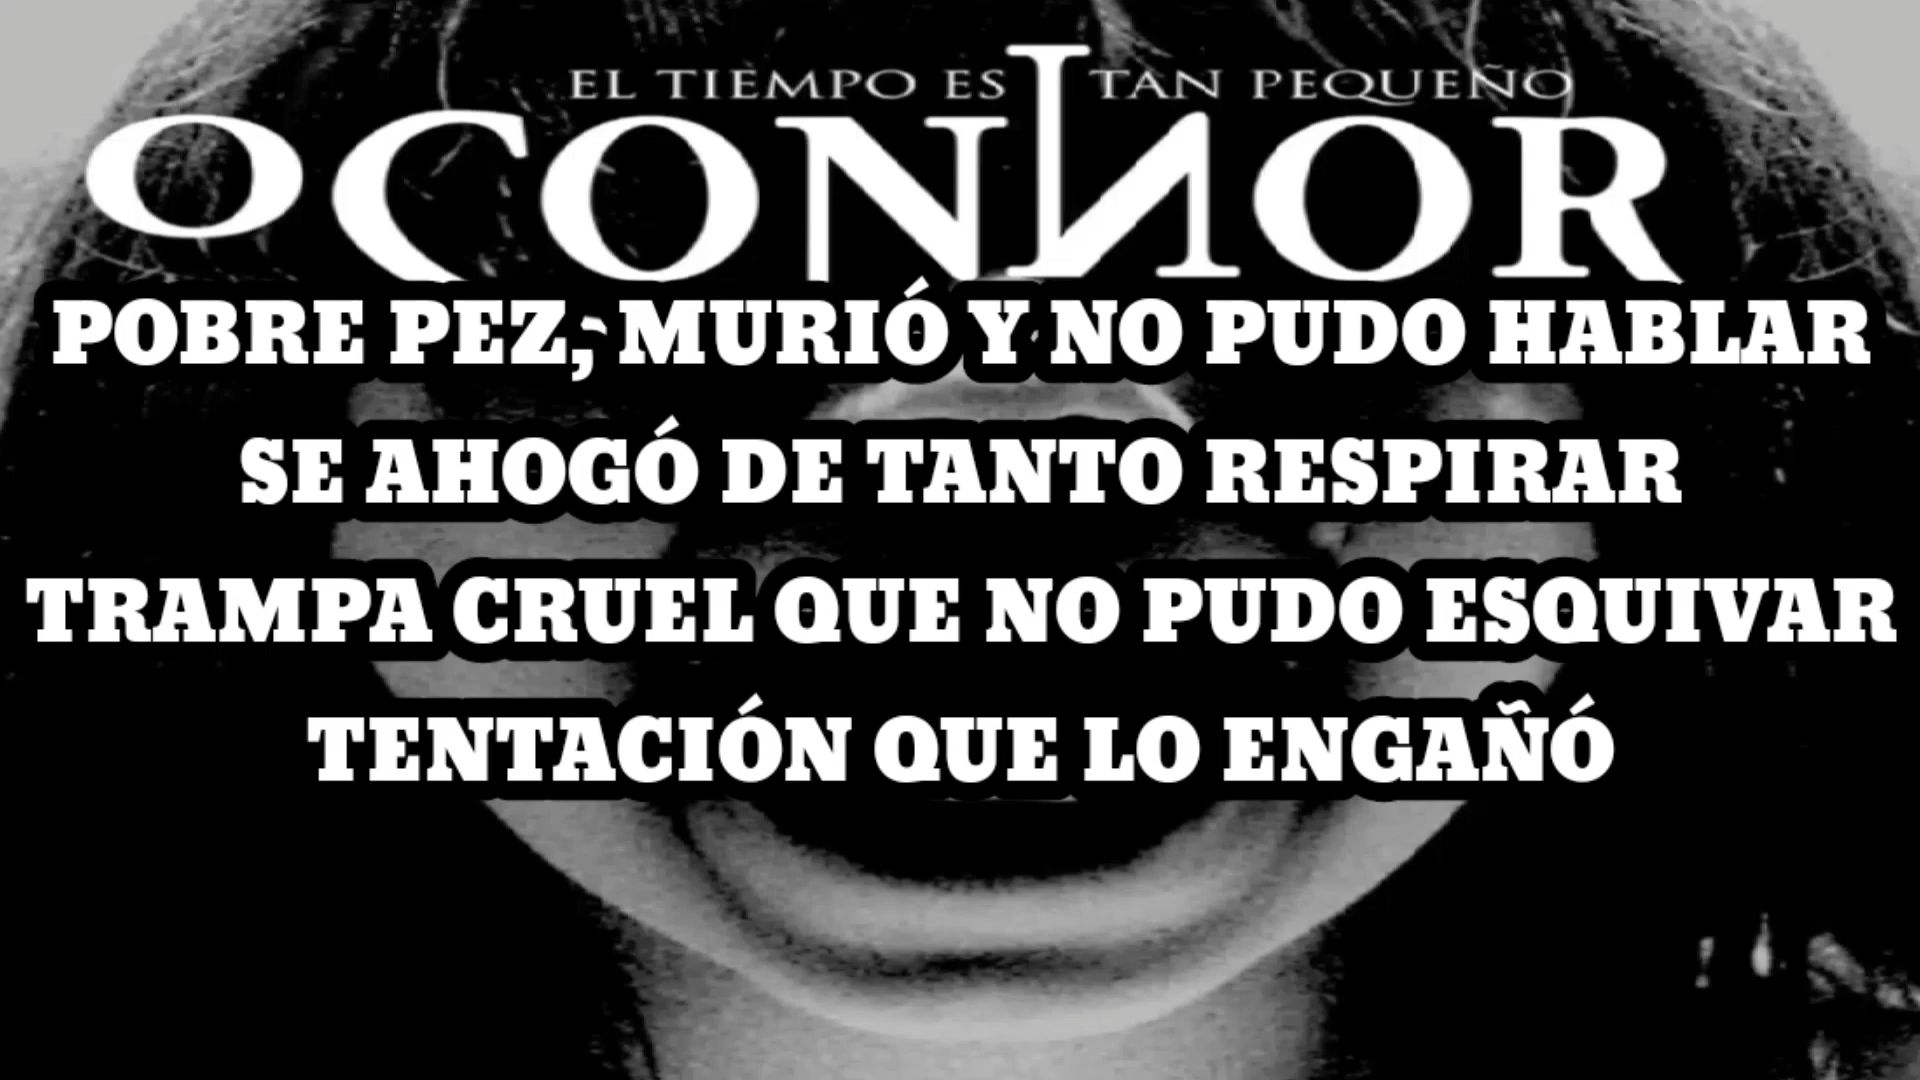 EL TIEMPO ES TAN PEQUEÑO
OCONNOR
POBRE PEZ, MURIÓ Y NO PUDO HABLAR
SE AHOGÓ DE TANTO RESPIRAR
TRAMPA CRUEL QUE NO PUDO ESQUIVAR
TENTACIÓN QUE LO ENGAÑÓ